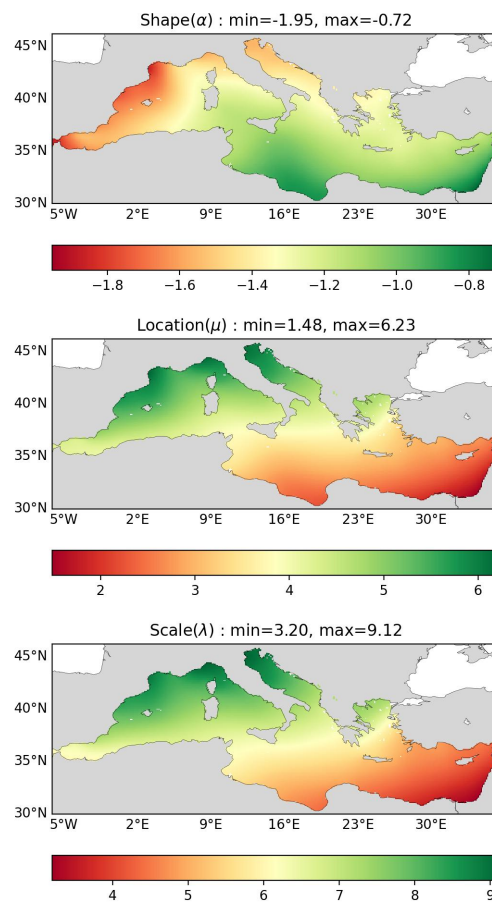 Shape(α) : min=-1.95, max=-0.72
45°N
40°N
35°N
30°N
5°W 2°E 9°E 16°E 23°E 30°E
−1.8 −1.6 −1.4 −1.2 −1.0 −0.8
Location(μ) : min=1.48, max=6.23
45°N
40°N
35°N
30°N
5°W 2°E 9°E 16°E 23°E 30°E
2 3 4 5 6
Scale(λ) : min=3.20, max=9.12
45°N
40°N
35°N
30°N
5°W 2°E 9°E 16°E 23°E 30°E
4 5 6 7 8 9